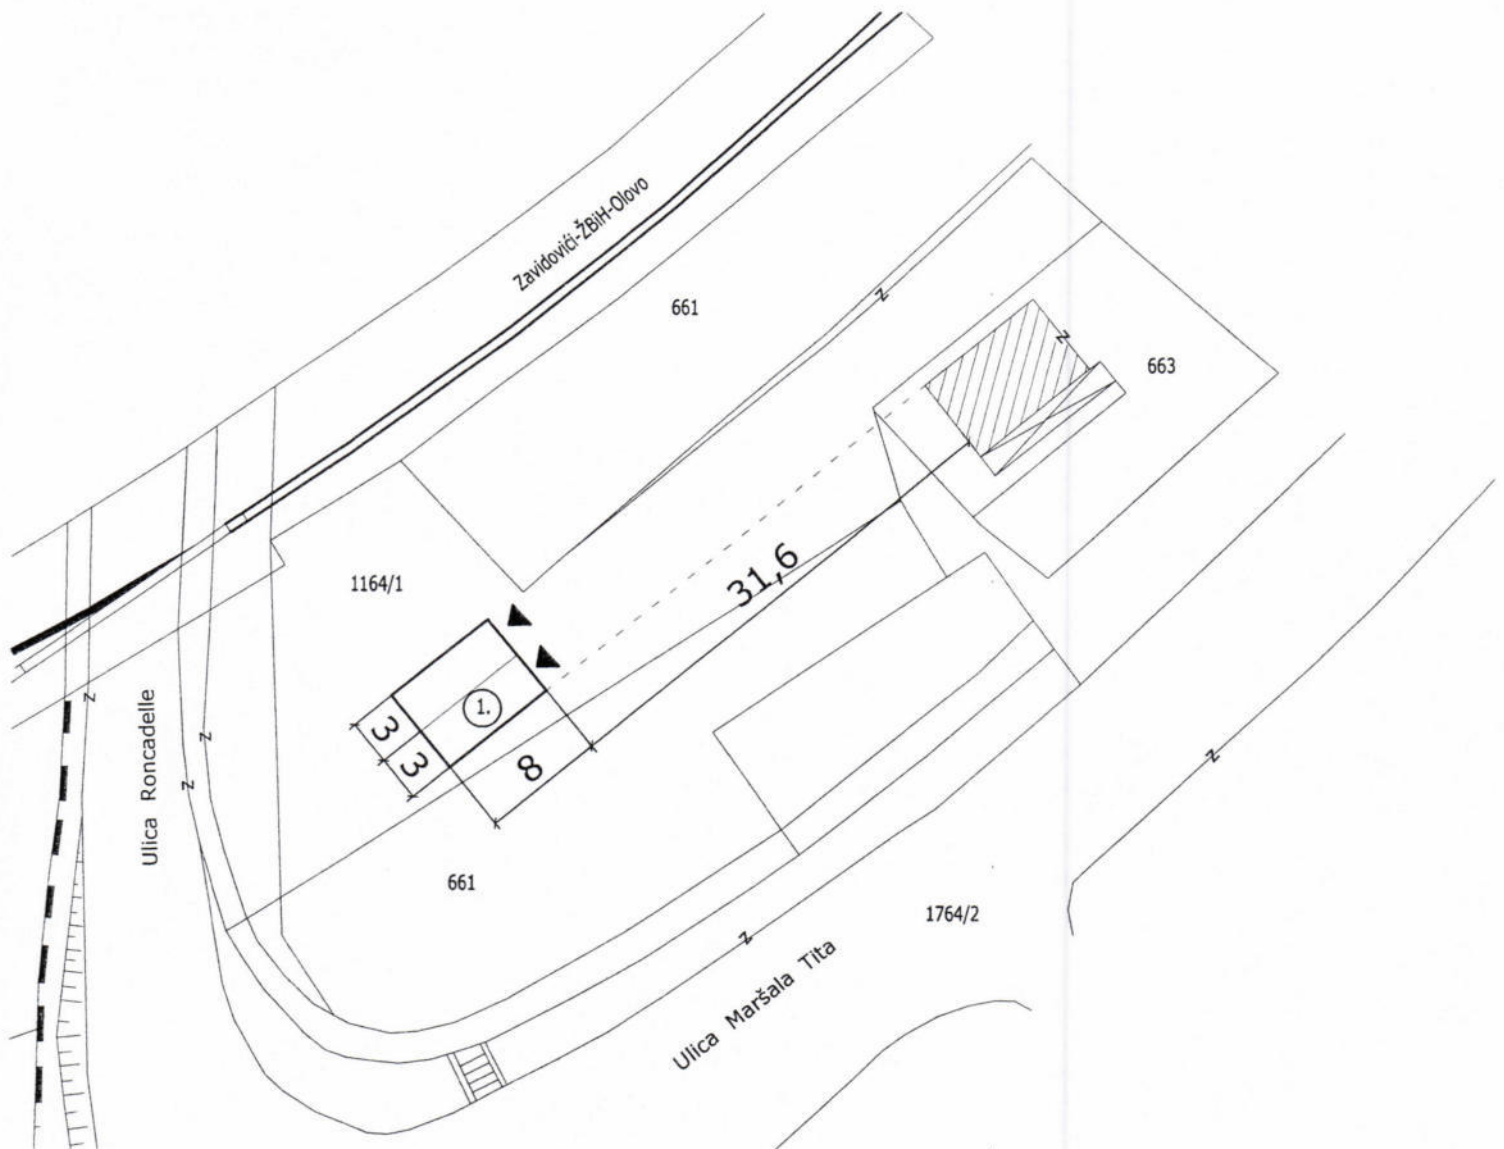 Zavidovići-ŽBiH-Olovo
661
z
z
663
31,6
1164/1
1.
3
3
8
z
z
z
Ulica Roncadelle
661
z
1764/2
z
Ulica Maršala Tita